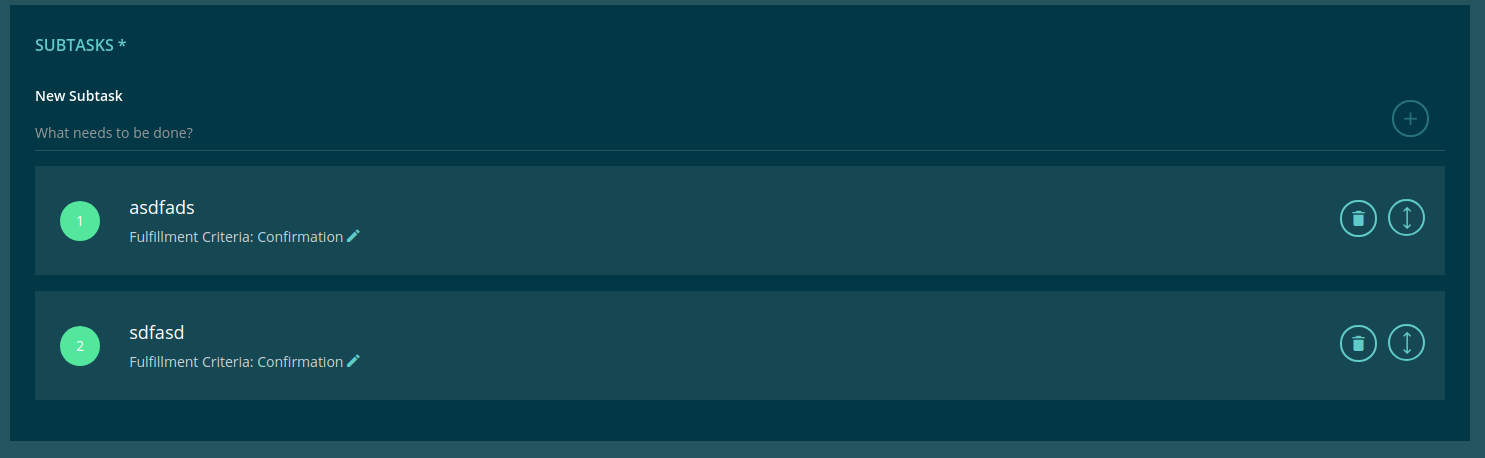 SUBTASKS *
New Subtask
What needs to be done?
1
asdfads
Fulfillment Criteria: Confirmation
2
sdfasd
Fulfillment Criteria: Confirmation